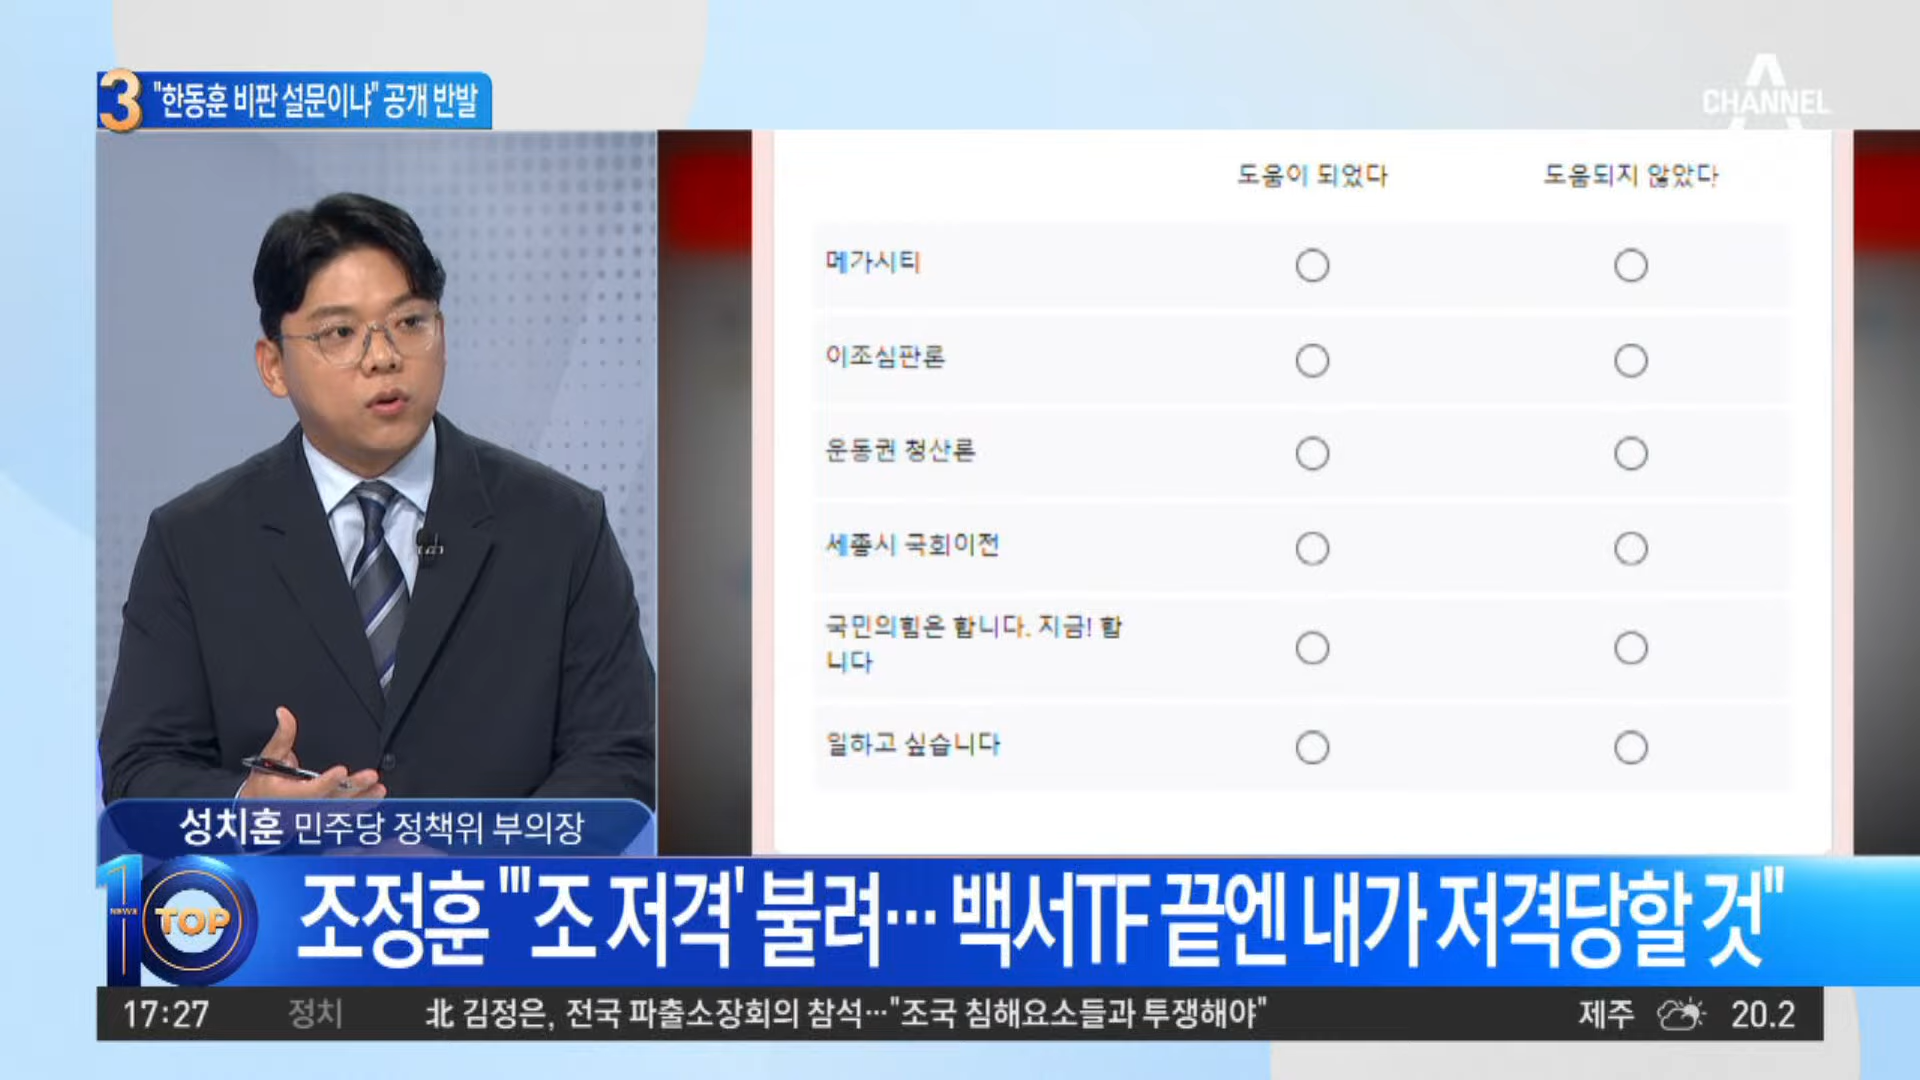 3 "한동훈 비판 설문이냐" 공개 반발
CHANNEL A
도움이 되었다 도움되지 않았다
메가시티
이조심판론
운동권 청산론
세종시 국회이전
국민의힘은 합니다. 지금! 합
니다
일하고 싶습니다
성치훈 민주당 정책위 부의장
NEWS TOP 10
조정훈 "'조 저격' 불려… 백서TF 끝엔 내가 저격당할 것"
17:27 정치 北 김정은, 전국 파출소장회의 참석…"조국 침해요소들과 투쟁해야" 제주 20.2